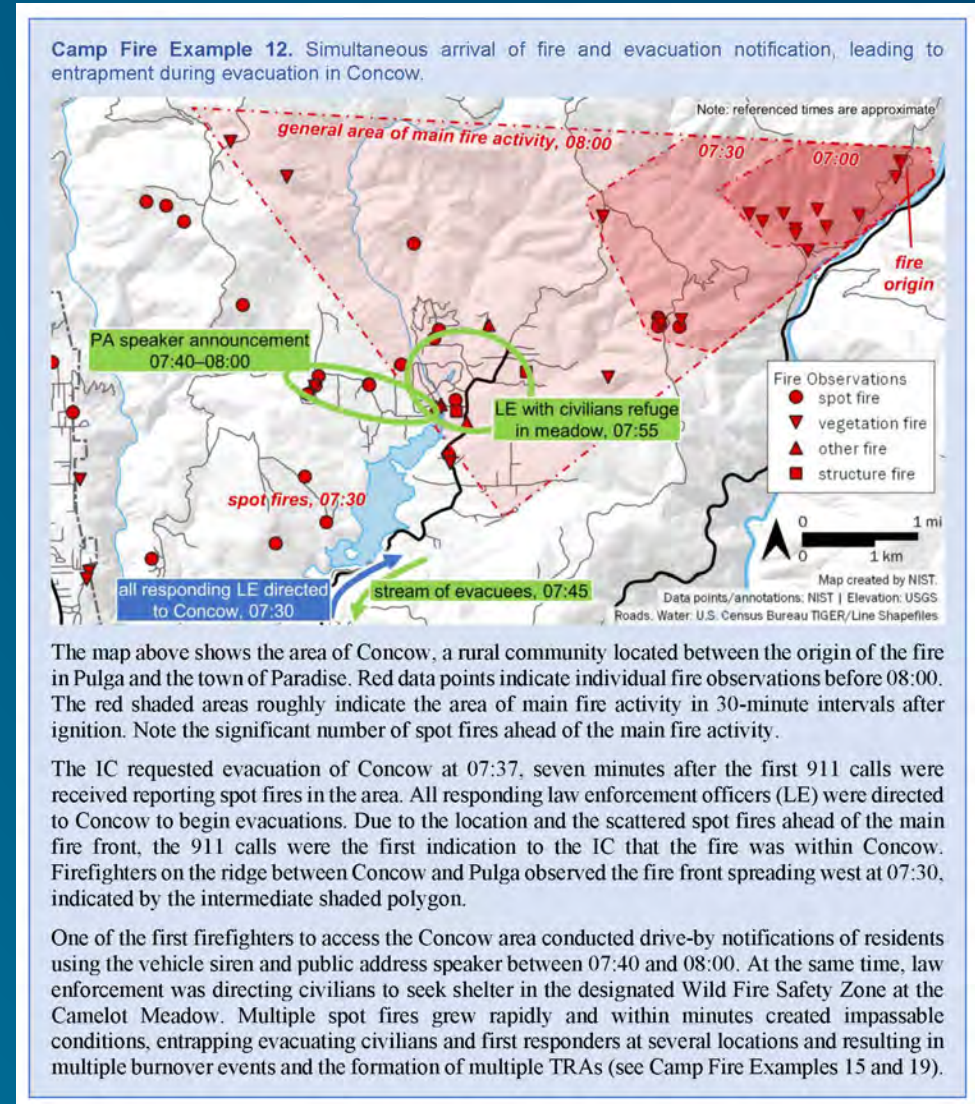 Camp Fire Example 12. Simultaneous arrival of fire and evacuation notification, leading to
entrapment during evacuation in Concow.
Note: referenced times are approximate
general area of main fire activity, 08:00
07:30
07:00
fire
origin
PA speaker announcement
07:40–08:00
LE with civilians refuge
in meadow, 07:55
Fire Observations
spot fire
vegetation fire
other fire
structure fire
spot fires, 07:30
0 1 mi
0 1 km
all responding LE directed
to Concow, 07:30
stream of evacuees, 07:45
Map created by NIST.
Data points/annotations: NIST | Elevation: USGS
Roads. Water: U.S. Census Bureau TIGER/Line Shapefiles
The map above shows the area of Concow, a rural community located between the origin of the fire
in Pulga and the town of Paradise. Red data points indicate individual fire observations before 08:00.
The red shaded areas roughly indicate the area of main fire activity in 30-minute intervals after
ignition. Note the significant number of spot fires ahead of the main fire activity.
The IC requested evacuation of Concow at 07:37, seven minutes after the first 911 calls were
received reporting spot fires in the area. All responding law enforcement officers (LE) were directed
to Concow to begin evacuations. Due to the location and the scattered spot fires ahead of the main
fire front, the 911 calls were the first indication to the IC that the fire was within Concow.
Firefighters on the ridge between Concow and Pulga observed the fire front spreading west at 07:30,
indicated by the intermediate shaded polygon.
One of the first firefighters to access the Concow area conducted drive-by notifications of residents
using the vehicle siren and public address speaker between 07:40 and 08:00. At the same time, law
enforcement was directing civilians to seek shelter in the designated Wild Fire Safety Zone at the
Camelot Meadow. Multiple spot fires grew rapidly and within minutes created impassable
conditions, entrapping evacuating civilians and first responders at several locations and resulting in
multiple burnover events and the formation of multiple TRAs (see Camp Fire Examples 15 and 19).